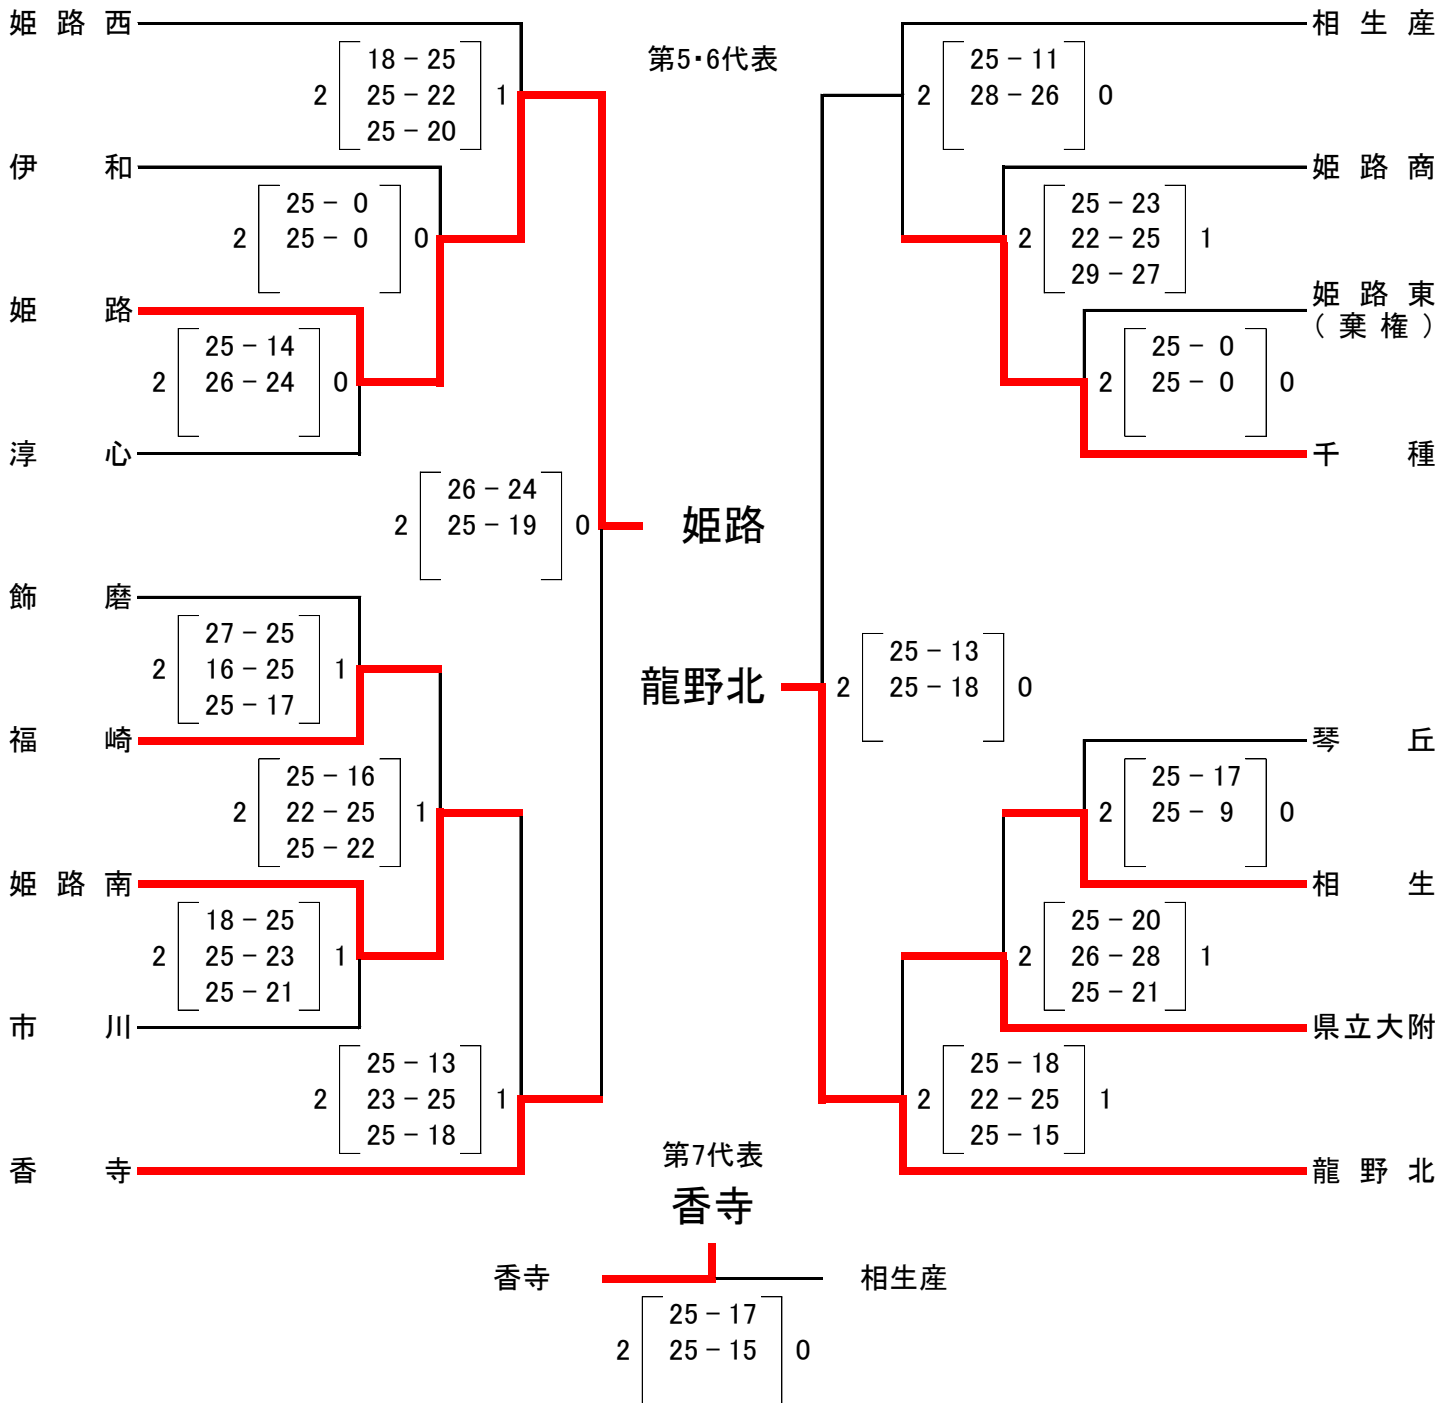 姫路西
2 18－25 1
25－22
25－20
伊和
2 25－0 0
25－0
姫路
2 25－14 0
26－24
淳心
2 26－24 0
25－19
飾磨
2 27－25 1
16－25
25－17
福崎
2 25－16 1
22－25
25－22
姫路南
2 18－25 1
25－23
25－21
市川
2 25－13 1
23－25
25－18
香寺
第5・6代表
姫路
龍野北
相生産
2 25－11 0
28－26
姫路商
2 25－23 1
22－25
29－27
姫路東
（棄権）
2 25－0 0
25－0
千種
2 25－13 0
25－18
琴丘
2 25－17 0
25－9
相生
2 25－20 1
26－28
25－21
県立大附
2 25－18 1
22－25
25－15
龍野北
第7代表
香寺
香寺 相生産
2 25－17 0
25－15